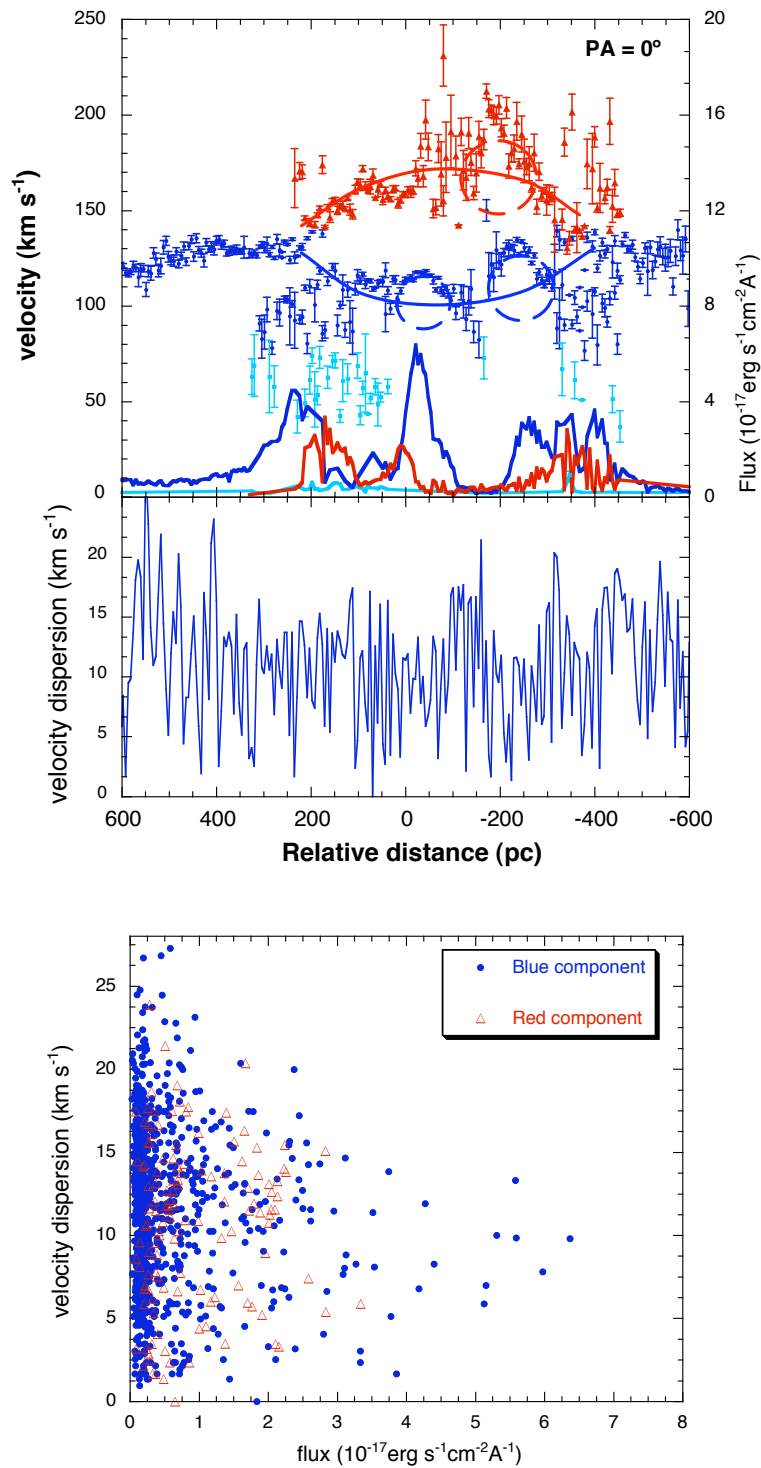 250
200
150
100
50
0
velocity (km s-1)
PA = 0º
20
16
12
8
4
0
Flux (10-17erg s-1cm-2A-1)
20
15
10
5
0
velocity dispersion (km s-1)
600 400 200 0 -200 -400 -600
Relative distance (pc)
25
20
15
10
5
0
velocity dispersion (km s-1)
Blue component
Red component
0 1 2 3 4 5 6 7 8
flux (10-17erg s-1cm-2A-1)